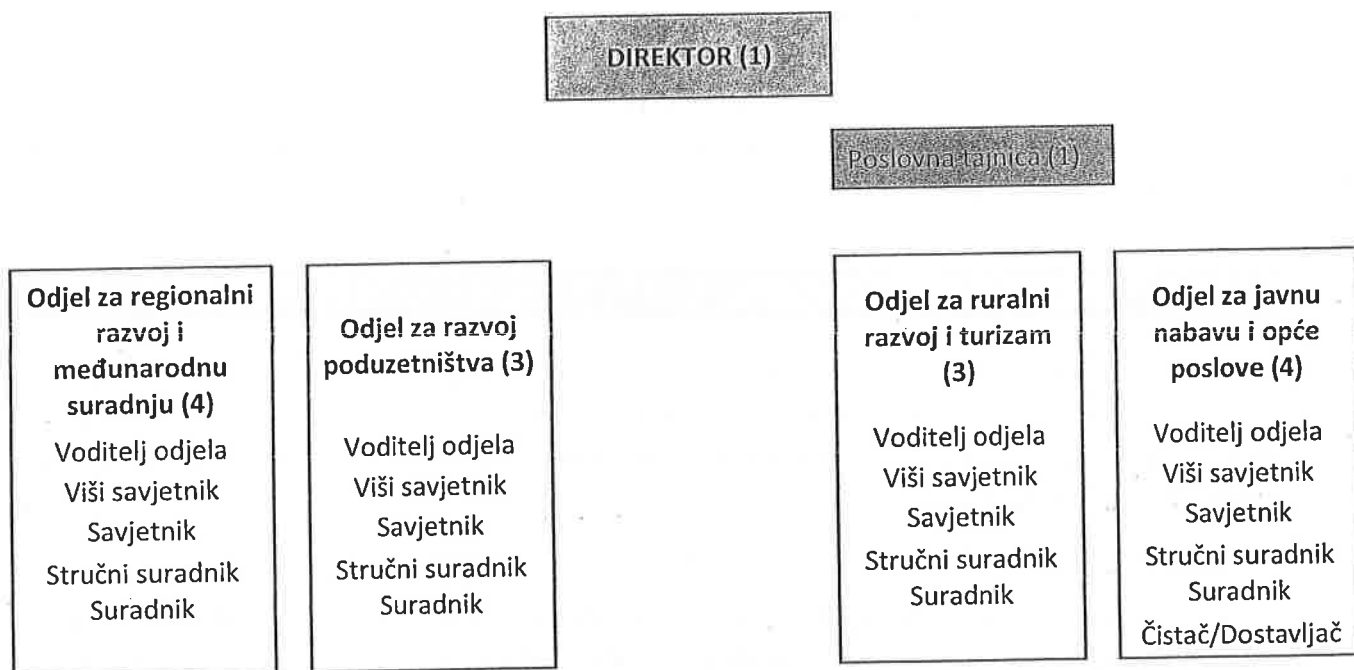 DIREKTOR (1)
Poslovna tajnica (1)
Odjel za regionalni
razvoj i
međunarodnu
suradnju (4)
Voditelj odjela
Viši savjetnik
Savjetnik
Stručni suradnik
Suradnik
Odjel za razvoj
poduzetništva (3)
Voditelj odjela
Viši savjetnik
Savjetnik
Stručni suradnik
Suradnik
Odjel za ruralni
razvoj i turizam
(3)
Voditelj odjela
Viši savjetnik
Savjetnik
Stručni suradnik
Suradnik
Odjel za javnu
nabavu i opće
poslove (4)
Voditelj odjela
Viši savjetnik
Savjetnik
Stručni suradnik
Suradnik
Čistač/Dostavljač